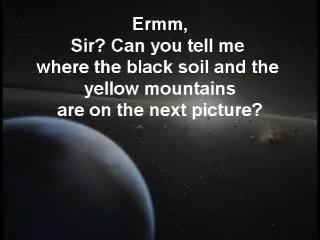 Ermm,
Sir? Can you tell me
where the black soil and the
yellow mountains
are on the next picture?